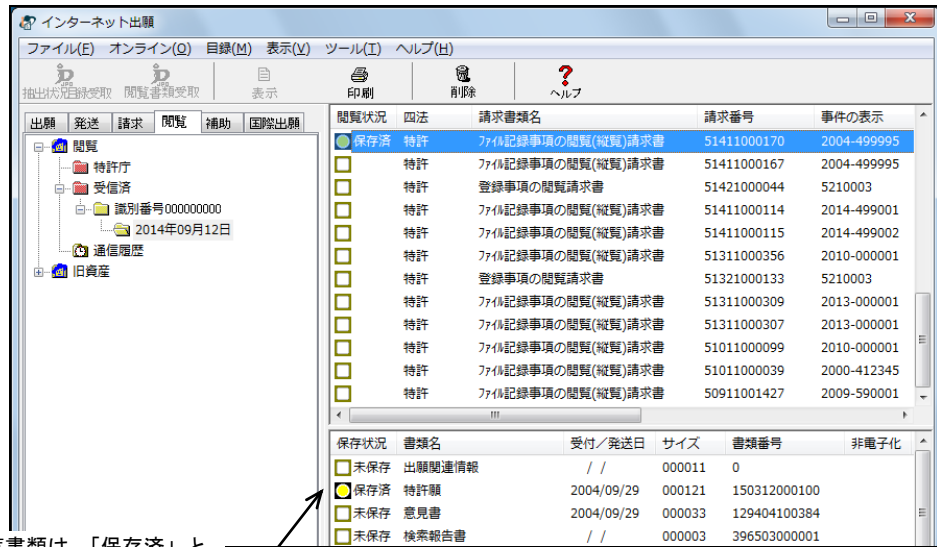 インターネット出願
ファイル(F) オンライン(O) 目録(M) 表示(V) ツール(T) ヘルプ(H)
抽出状況目録受取 閲覧書類受取 表示 印刷 削除 ヘルプ
出願 発送 請求 閲覧 補助 国際出願
閲覧
特許庁
受信済
識別番号000000000
2014年09月12日
通信履歴
旧資産
閲覧状況 四法 請求書類名 請求番号 事件の表示
保存済 特許 ファイル記録事項の閲覧(縦覧)請求書 51411000170 2004-499995
特許 ファイル記録事項の閲覧(縦覧)請求書 51411000167 2004-499995
特許 登録事項の閲覧請求書 51421000044 5210003
特許 ファイル記録事項の閲覧(縦覧)請求書 51411000114 2014-499001
特許 ファイル記録事項の閲覧(縦覧)請求書 51411000115 2014-499002
特許 ファイル記録事項の閲覧(縦覧)請求書 51311000356 2010-000001
特許 登録事項の閲覧請求書 51321000133 5210003
特許 ファイル記録事項の閲覧(縦覧)請求書 51311000309 2013-000001
特許 ファイル記録事項の閲覧(縦覧)請求書 51311000307 2013-000001
特許 ファイル記録事項の閲覧(縦覧)請求書 51011000099 2010-000001
特許 ファイル記録事項の閲覧(縦覧)請求書 51011000039 2000-412345
特許 ファイル記録事項の閲覧(縦覧)請求書 50911001427 2009-590001
保存状況 書類名 受付/発送日 サイズ 書類番号 非電子化
未保存 出願関連情報 / / 000011 0
保存済 特許願 2004/09/29 000121 150312000100
未保存 意見書 2004/09/29 000033 129404100384
未保存 検索報告書 / / 000003 396503000001
書類は、「保存済」と